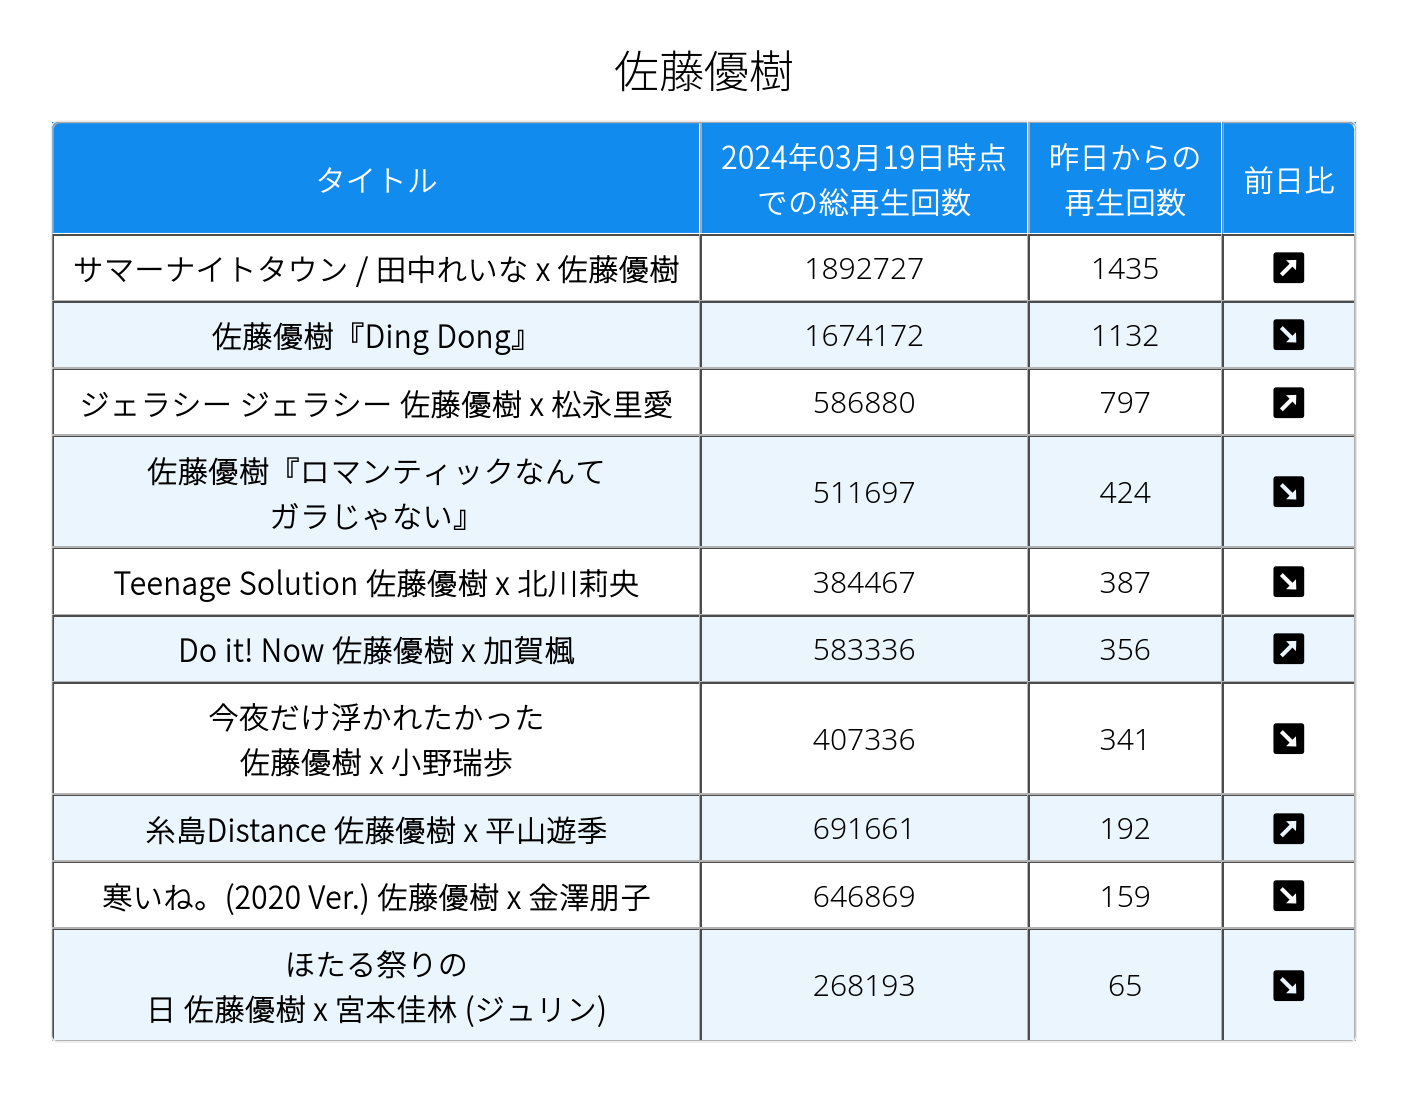 佐藤優樹
タイトル
2024年03月19日時点
での総再生回数
昨日からの
再生回数
前日比
サマーナイトタウン / 田中れいな x 佐藤優樹
1892727
1435
佐藤優樹『Ding Dong』
1674172
1132
ジェラシー ジェラシー 佐藤優樹 x 松永里愛
586880
797
佐藤優樹『ロマンティックなんて
ガラじゃない』
511697
424
Teenage Solution 佐藤優樹 x 北川莉央
384467
387
Do it! Now 佐藤優樹 x 加賀楓
583336
356
今夜だけ浮かれたかった
佐藤優樹 x 小野瑞歩
407336
341
糸島Distance 佐藤優樹 x 平山遊季
691661
192
寒いね。(2020 Ver.) 佐藤優樹 x 金澤朋子
646869
159
ほたる祭りの
日 佐藤優樹 x 宮本佳林 (ジュリン)
268193
65